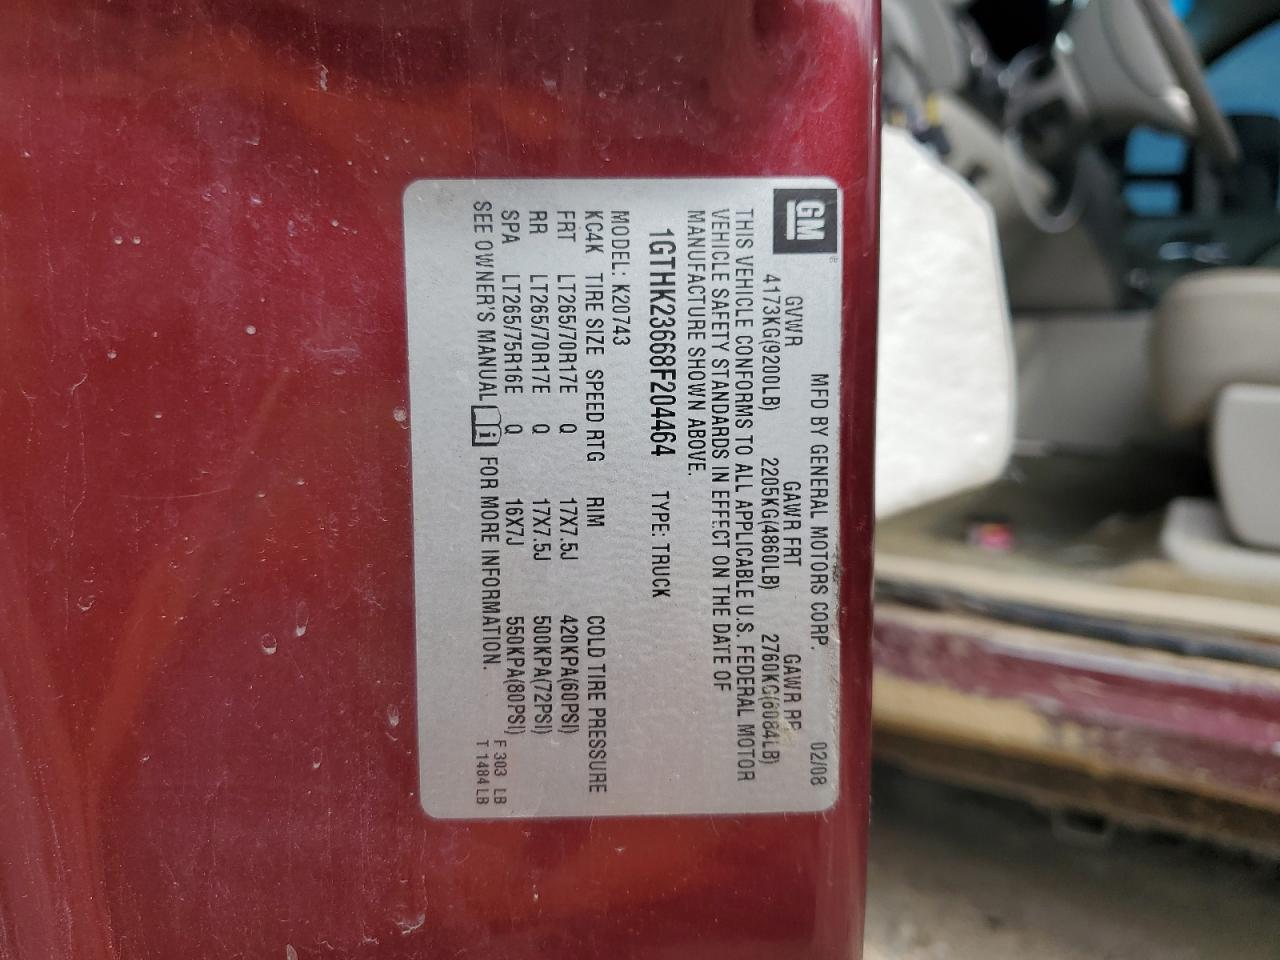 GM
MFD BY GENERAL MOTORS CORP. 02/08
GVWR GAWR FRT GAWR RR
4173KG(9200LB) 2205KG(4860LB) 2760KG(6084LB)
THIS VEHICLE CONFORMS TO ALL APPLICABLE U.S. FEDERAL MOTOR
VEHICLE SAFETY STANDARDS IN EFFECT ON THE DATE OF
MANUFACTURE SHOWN ABOVE.
1GTHK23668F204464 TYPE: TRUCK
MODEL: K20743
KC4K TIRE SIZE SPEED RTG RIM COLD TIRE PRESSURE
FRT LT265/70R17E Q 17X7.5J 420KPA(60PSI)
RR LT265/70R17E Q 17X7.5J 500KPA(72PSI)
SPA LT265/75R16E Q 16X7J 550KPA(80PSI)
SEE OWNER'S MANUAL i FOR MORE INFORMATION.
F 303 LB
T 1484 LB